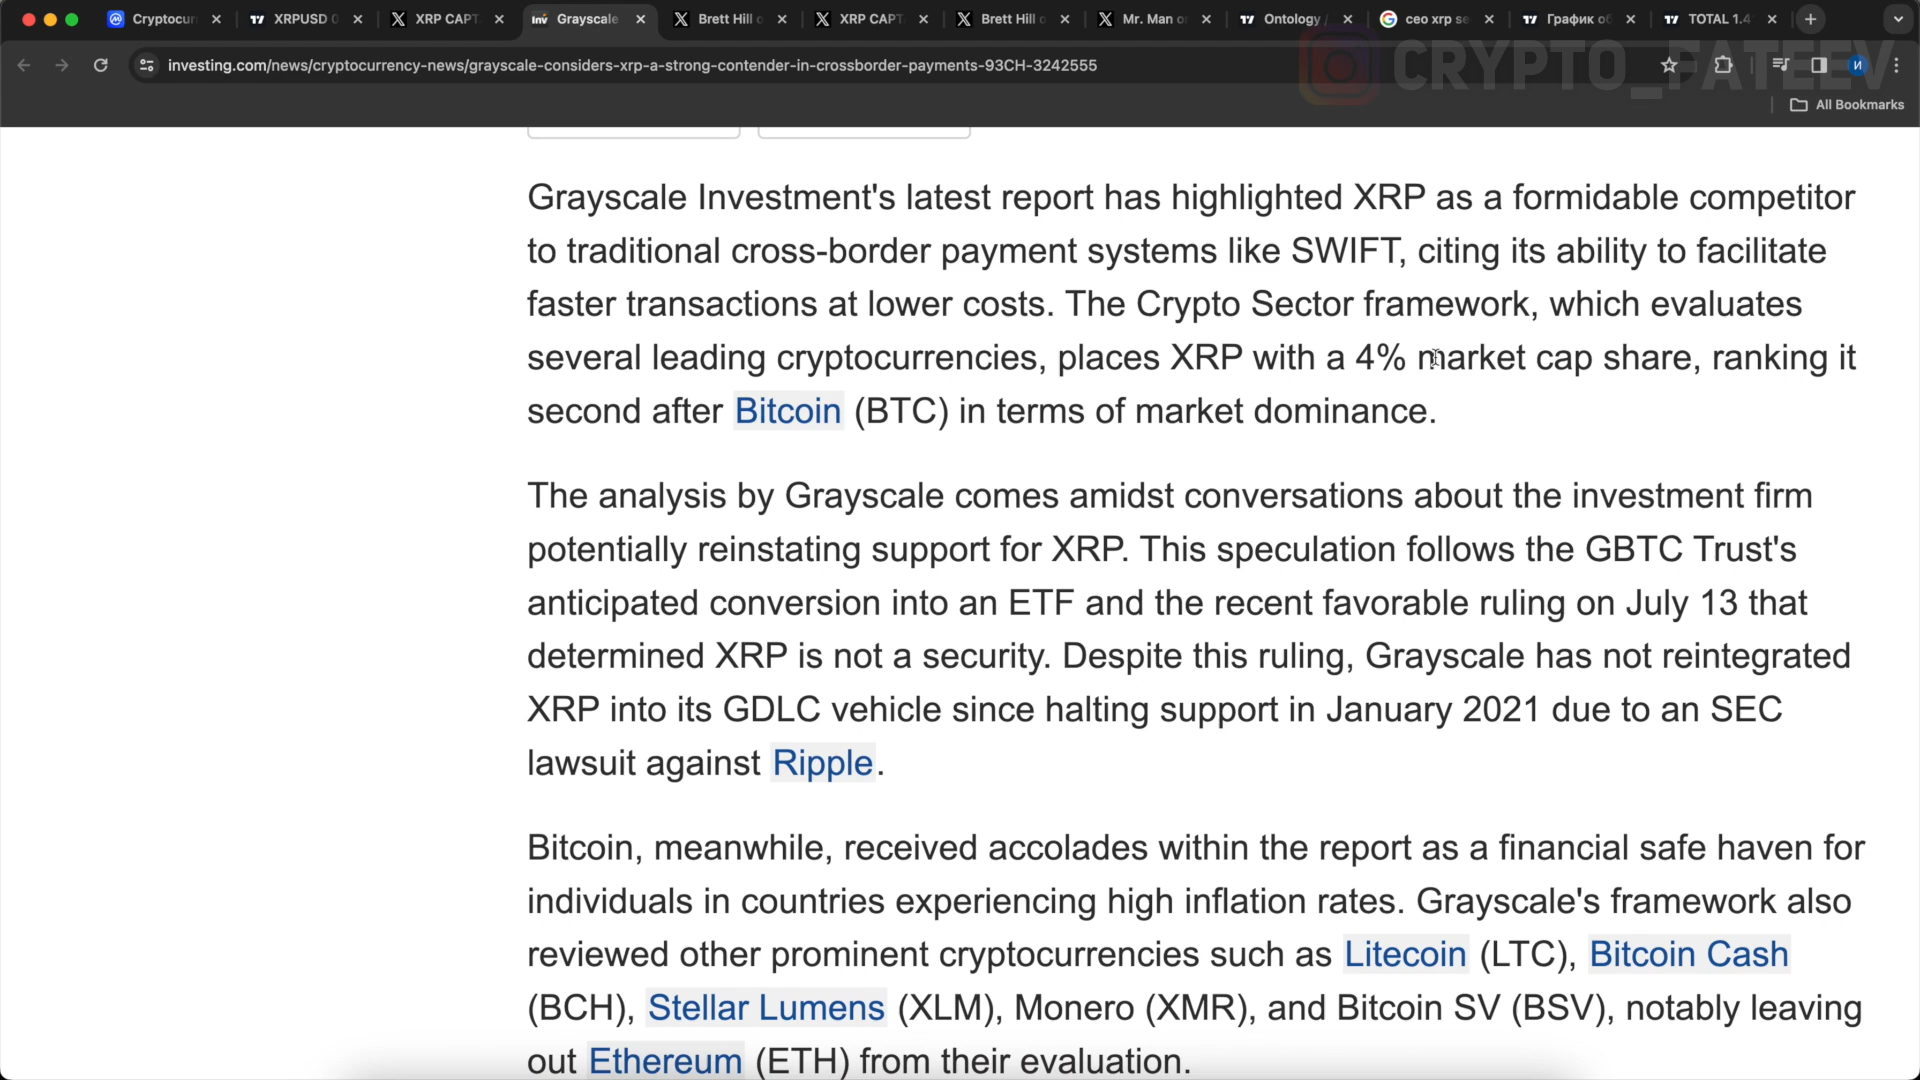 Cryptocur
XRPUSD
XRP CAPT
Grayscale
Brett Hill o
XRP CAPT
Brett Hill o
Mr. Man o
Ontology /
ceo xrp se
График об
TOTAL 1.4
investing.com/news/cryptocurrency-news/grayscale-considers-xrp-a-strong-contender-in-crossborder-payments-93CH-3242555
CRYPTO_FATEEV
И
All Bookmarks
Grayscale Investment's latest report has highlighted XRP as a formidable competitor
to traditional cross-border payment systems like SWIFT, citing its ability to facilitate
faster transactions at lower costs. The Crypto Sector framework, which evaluates
several leading cryptocurrencies, places XRP with a 4% market cap share, ranking it
second after Bitcoin (BTC) in terms of market dominance.
The analysis by Grayscale comes amidst conversations about the investment firm
potentially reinstating support for XRP. This speculation follows the GBTC Trust's
anticipated conversion into an ETF and the recent favorable ruling on July 13 that
determined XRP is not a security. Despite this ruling, Grayscale has not reintegrated
XRP into its GDLC vehicle since halting support in January 2021 due to an SEC
lawsuit against Ripple.
Bitcoin, meanwhile, received accolades within the report as a financial safe haven for
individuals in countries experiencing high inflation rates. Grayscale's framework also
reviewed other prominent cryptocurrencies such as Litecoin (LTC), Bitcoin Cash
(BCH), Stellar Lumens (XLM), Monero (XMR), and Bitcoin SV (BSV), notably leaving
out Ethereum (ETH) from their evaluation.